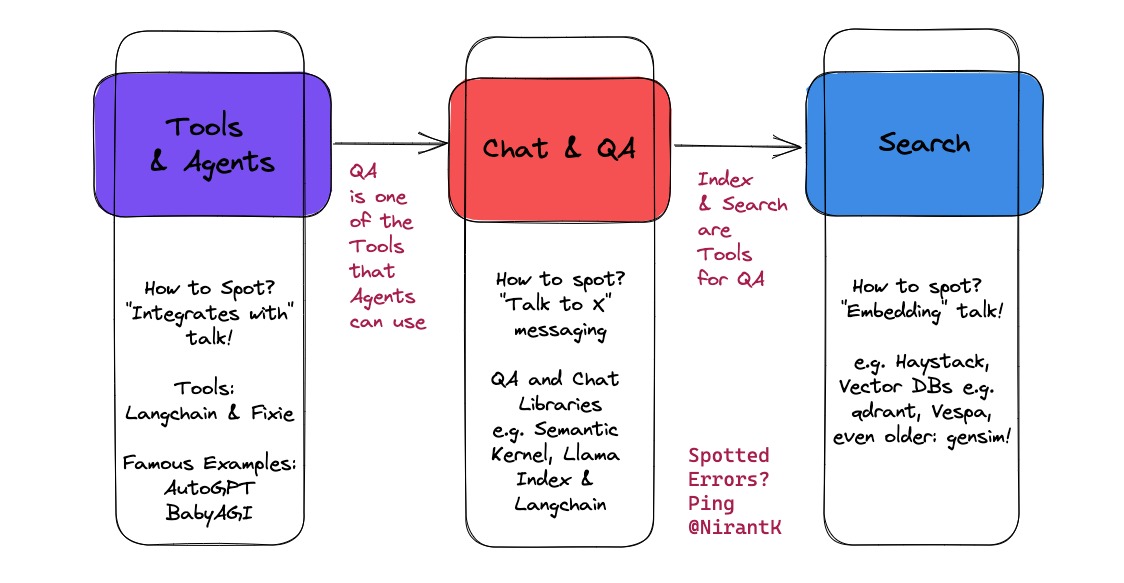 Tools
& Agents
How to Spot?
"Integrates with"
talk!
Tools:
Langchain & Fixie
Famous Examples:
AutoGPT
BabyAGI
QA
is one
of the
Tools
that
Agents
can use
Chat & QA
How to spot?
"Talk to X"
messaging
QA and Chat
Libraries
e.g. Semantic
Kernel, Llama
Index &
Langchain
Index
& Search
are
Tools
for QA
Spotted
Errors?
Ping
@NirantK
Search
How to spot?
"Embedding" talk!
e.g. Haystack,
Vector DBs e.g.
qdrant, Vespa,
even older: gensim!